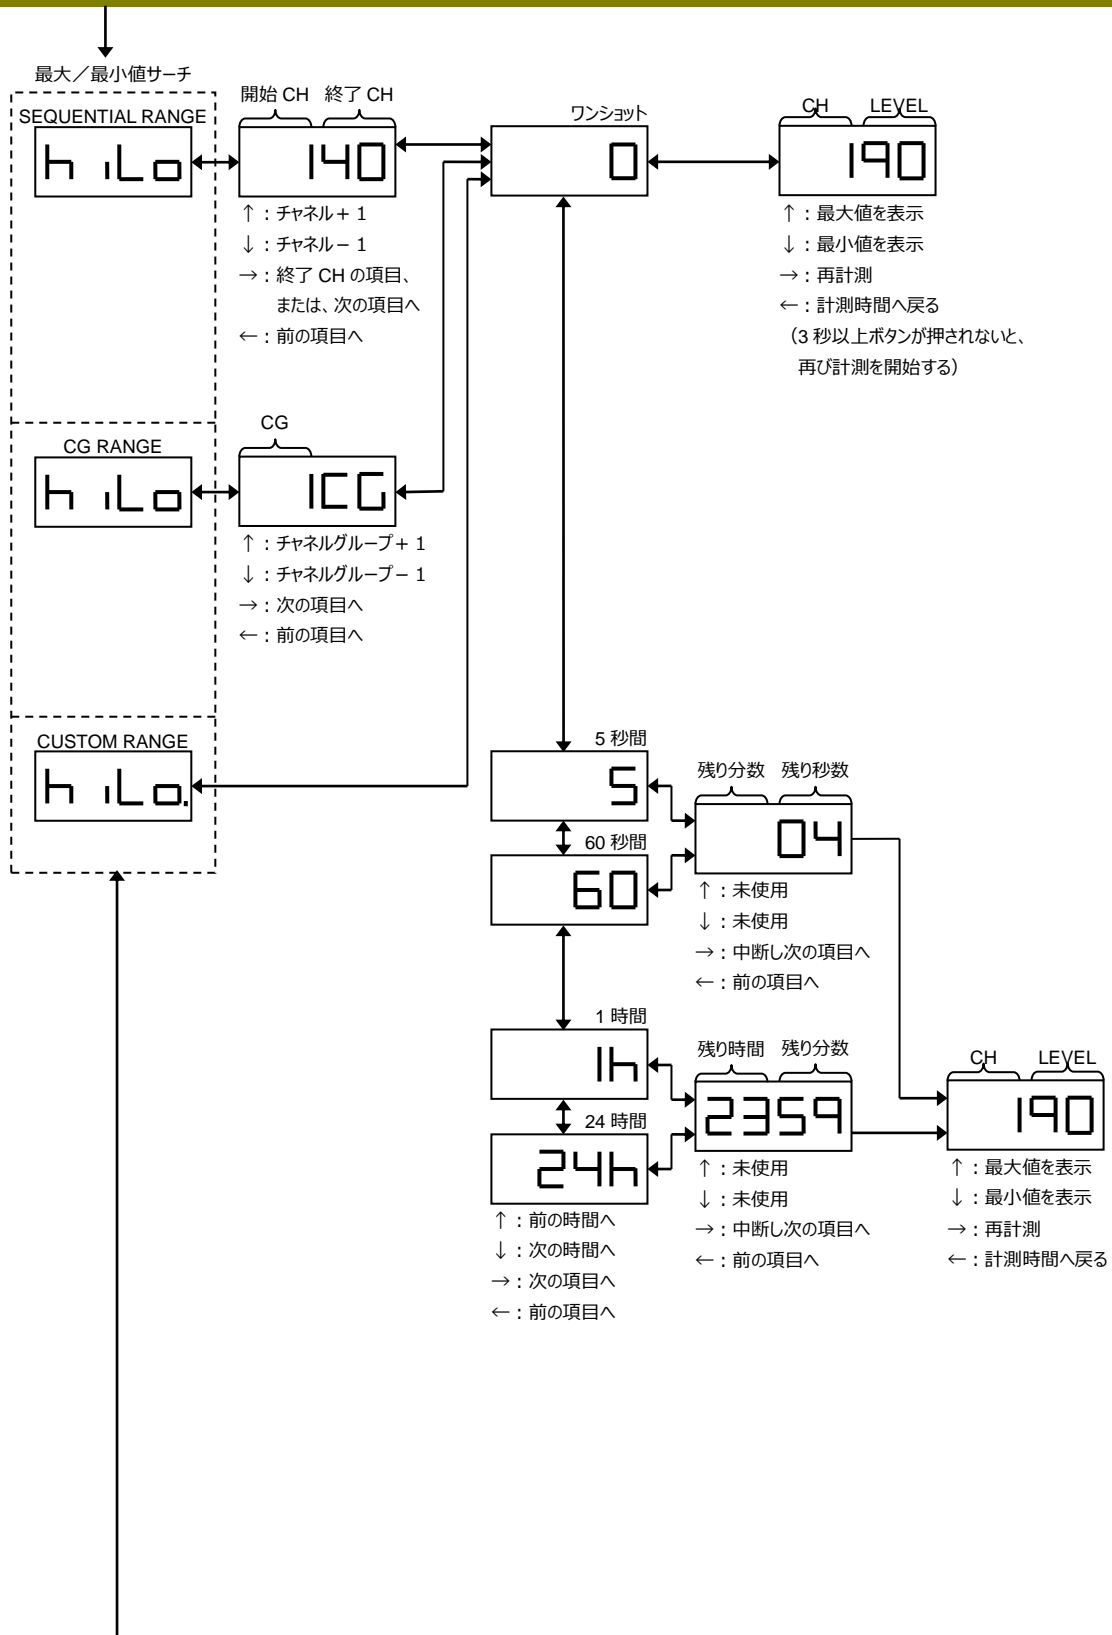 最大／最小値サーチ
SEQUENTIAL RANGE
hiLo
開始 CH 終了 CH
140
↑：チャネル＋ 1
↓：チャネル－ 1
→：終了 CH の項目、
または、次の項目へ
←：前の項目へ
ワンショット
0
CH LEVEL
190
↑：最大値を表示
↓：最小値を表示
→：再計測
←：計測時間へ戻る
（3 秒以上ボタンが押されないと、
再び計測を開始する）
CG RANGE
hiLo
CG
1CG
↑：チャネルグループ＋ 1
↓：チャネルグループ－ 1
→：次の項目へ
←：前の項目へ
CUSTOM RANGE
hiLo.
5 秒間
5
60 秒間
60
残り分数 残り秒数
04
↑：未使用
↓：未使用
→：中断し次の項目へ
←：前の項目へ
1 時間
1h
24 時間
24h
↑：前の時間へ
↓：次の時間へ
→：次の項目へ
←：前の項目へ
残り時間 残り分数
2359
↑：未使用
↓：未使用
→：中断し次の項目へ
←：前の項目へ
CH LEVEL
190
↑：最大値を表示
↓：最小値を表示
→：再計測
←：計測時間へ戻る